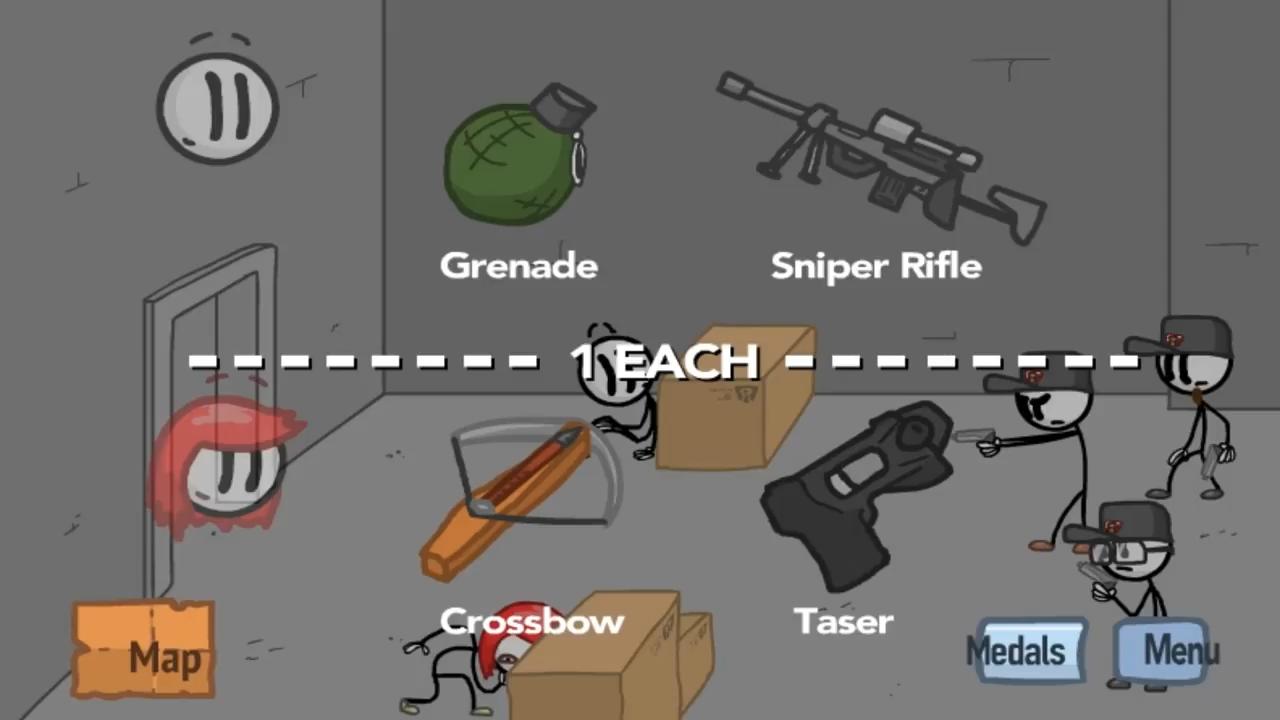 Grenade
Sniper Rifle
1 EACH
Crossbow
Taser
Map
Medals
Menu